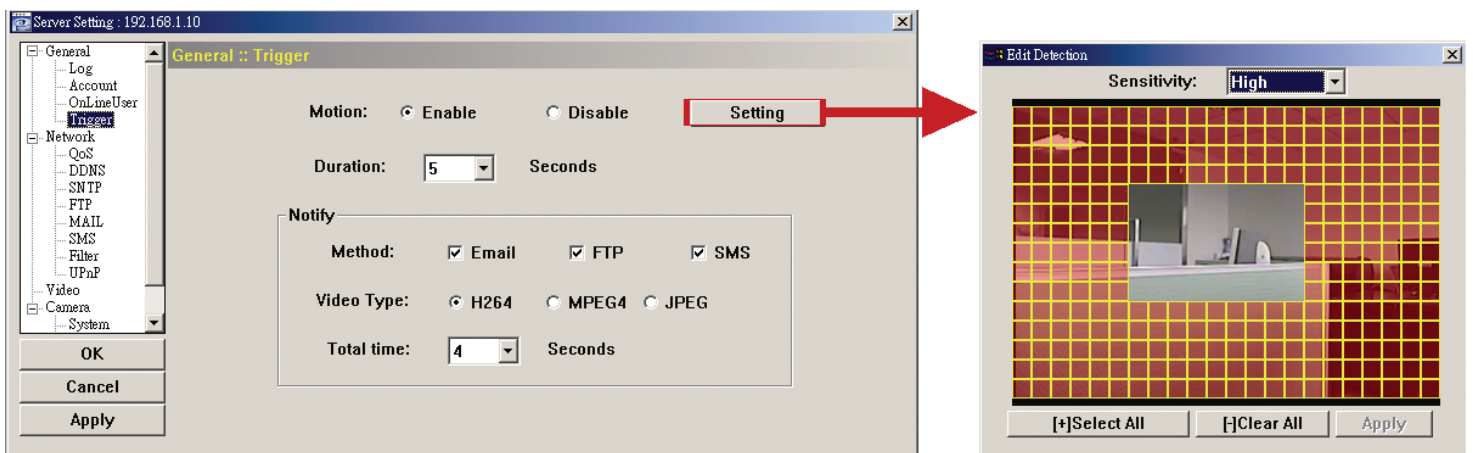 Server Setting : 192.168.1.10
General
Log
Account
OnLineUser
Trigger
Network
QoS
DDNS
SNTP
FTP
MAIL
SMS
Filter
UPnP
Video
Camera
System
OK
Cancel
Apply
General :: Trigger
Motion: Enable Disable Setting
Duration: 5 Seconds
Notify
Method: Email FTP SMS
Video Type: H264 MPEG4 JPEG
Total time: 4 Seconds
Edit Detection
Sensitivity: High
[+]Select All [-]Clear All Apply